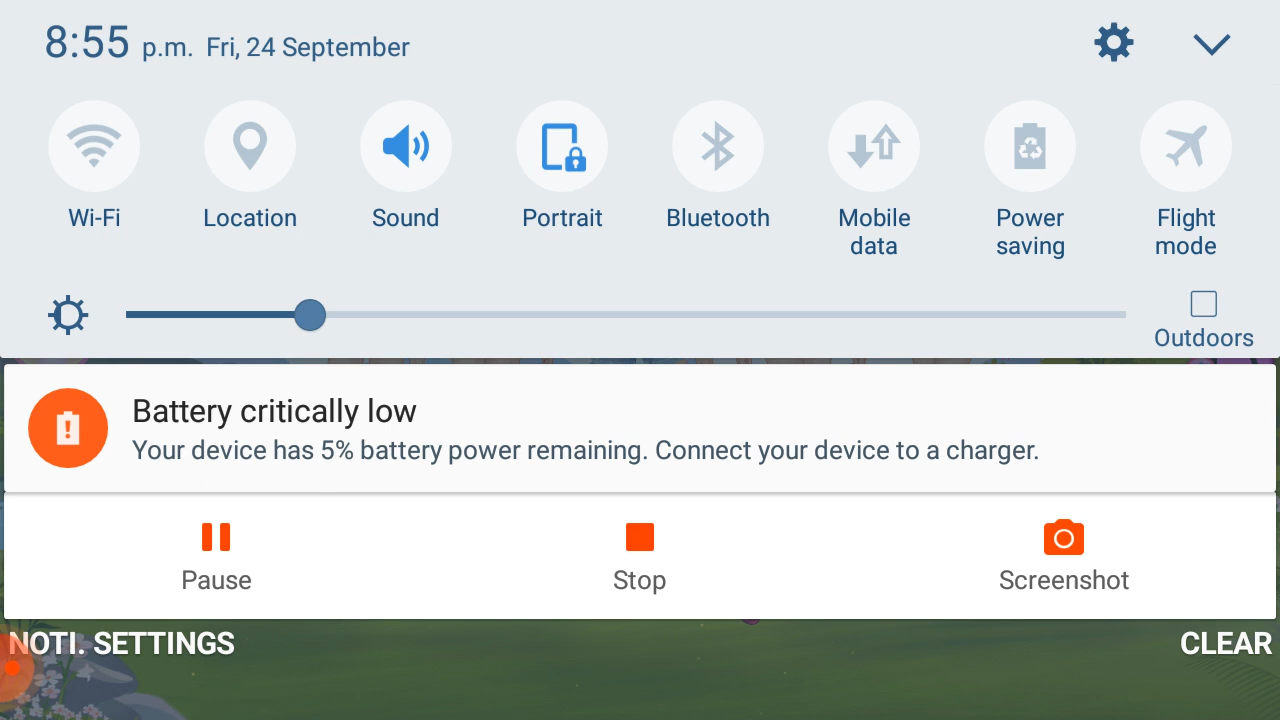 8:55 p.m. Fri, 24 September
Wi-Fi
Location
Sound
Portrait
Bluetooth
Mobile
data
Power
saving
Flight
mode
Outdoors
Battery critically low
Your device has 5% battery power remaining. Connect your device to a charger.
Pause
Stop
Screenshot
NOTI. SETTINGS
CLEAR